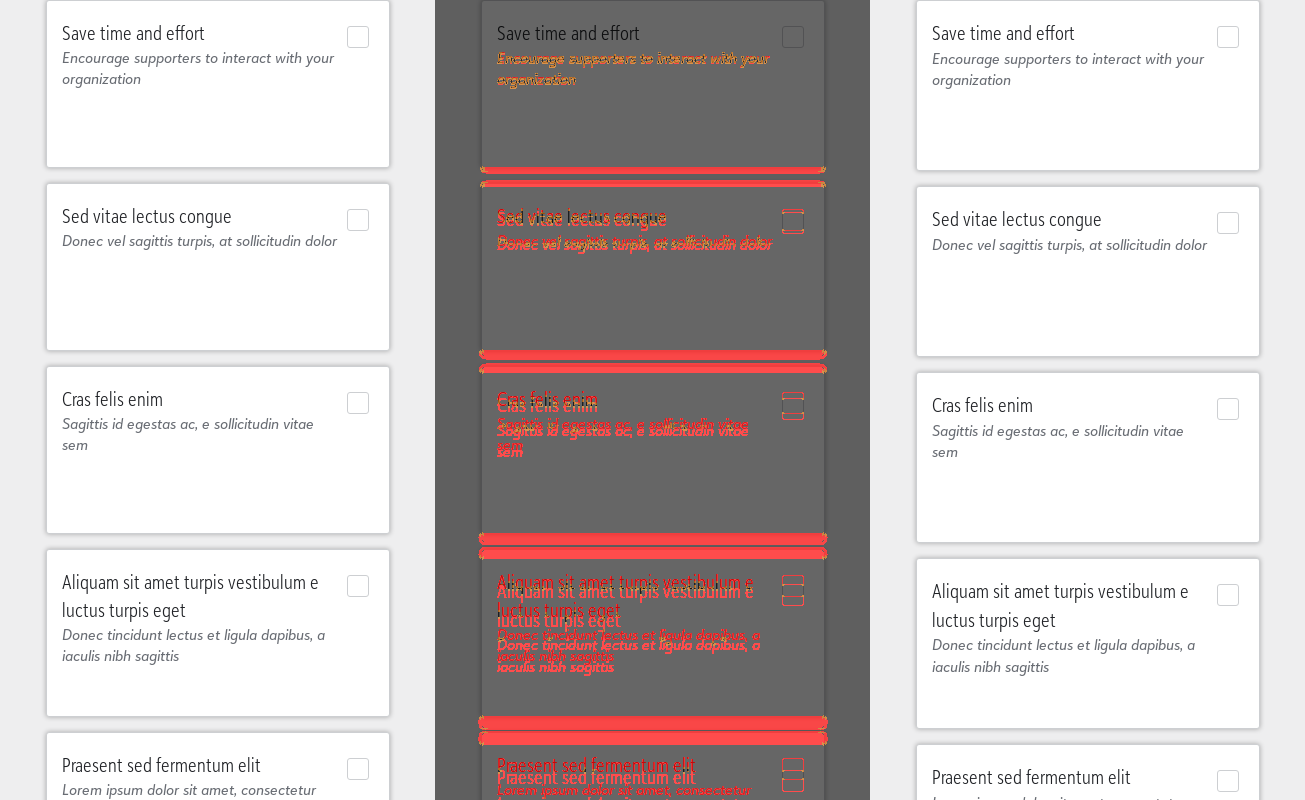 Save time and effort
Encourage supporters to interact with your
organization
Sed vitae lectus congue
Donec vel sagittis turpis, at sollicitudin dolor
Cras felis enim
Sagittis id egestas ac, e sollicitudin vitae
sem
Aliquam sit amet turpis vestibulum e
luctus turpis eget
Donec tincidunt lectus et ligula dapibus, a
iaculis nibh sagittis
Praesent sed fermentum elit
Lorem ipsum dolor sit amet, consectetur
Save time and effort
Encourage supporters to interact with your
organization
Sed vitae lectus congue
Donec vel sagittis turpis, at sollicitudin dolor
Cras felis enim
Cras felis enim
Sagittis id egestas ac, e sollicitudin vitae
Sagittis id egestas ac, e sollicitudin vitae
sem
sem
Aliquam sit amet turpis vestibulum e
Aliquam sit amet turpis vestibulum e
luctus turpis eget
luctus turpis eget
Donec tincidunt lectus et ligula dapibus, a
Donec tincidunt lectus et ligula dapibus, a
iaculis nibh sagittis
iaculis nibh sagittis
Praesent sed fermentum elit
Praesent sed fermentum elit
Lorem ipsum dolor sit amet, consectetur
Save time and effort
Encourage supporters to interact with your
organization
Sed vitae lectus congue
Donec vel sagittis turpis, at sollicitudin dolor
Cras felis enim
Sagittis id egestas ac, e sollicitudin vitae
sem
Aliquam sit amet turpis vestibulum e
luctus turpis eget
Donec tincidunt lectus et ligula dapibus, a
iaculis nibh sagittis
Praesent sed fermentum elit